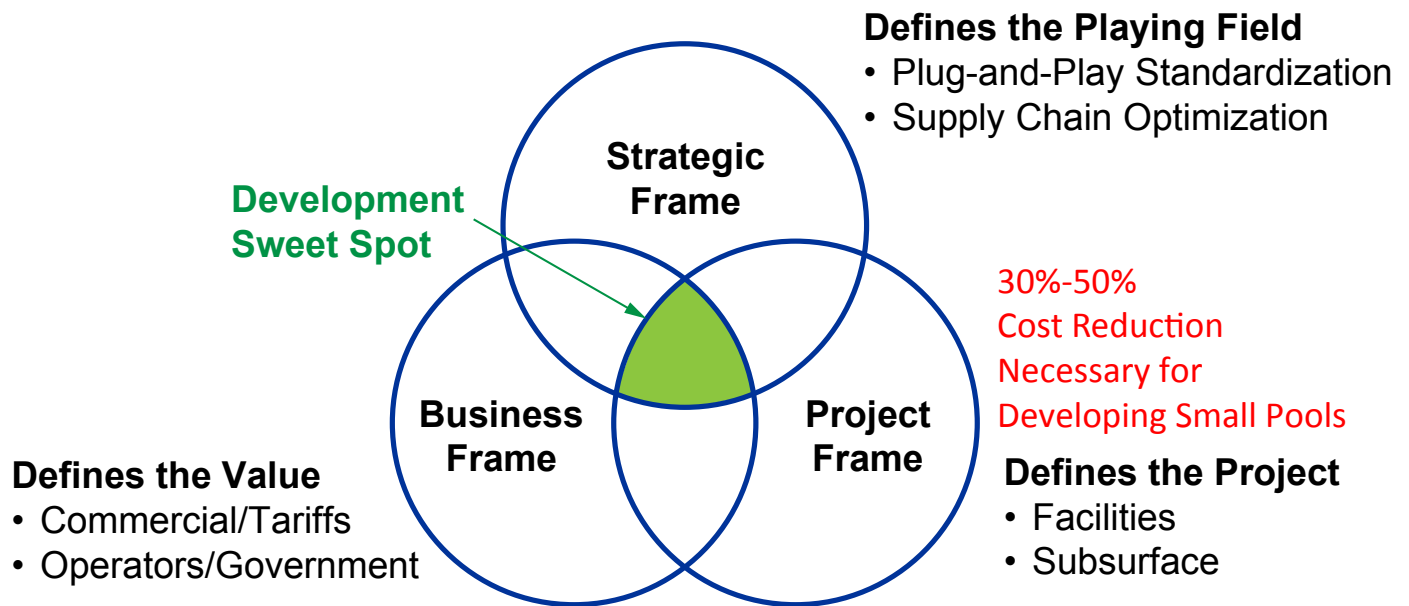 Defines the Playing Field
• Plug-and-Play Standardization
• Supply Chain Optimization
Strategic
Frame
Development
Sweet Spot
30%-50%
Cost Reduction
Necessary for
Developing Small Pools
Business
Frame
Project
Frame
Defines the Value
• Commercial/Tariffs
• Operators/Government
Defines the Project
• Facilities
• Subsurface